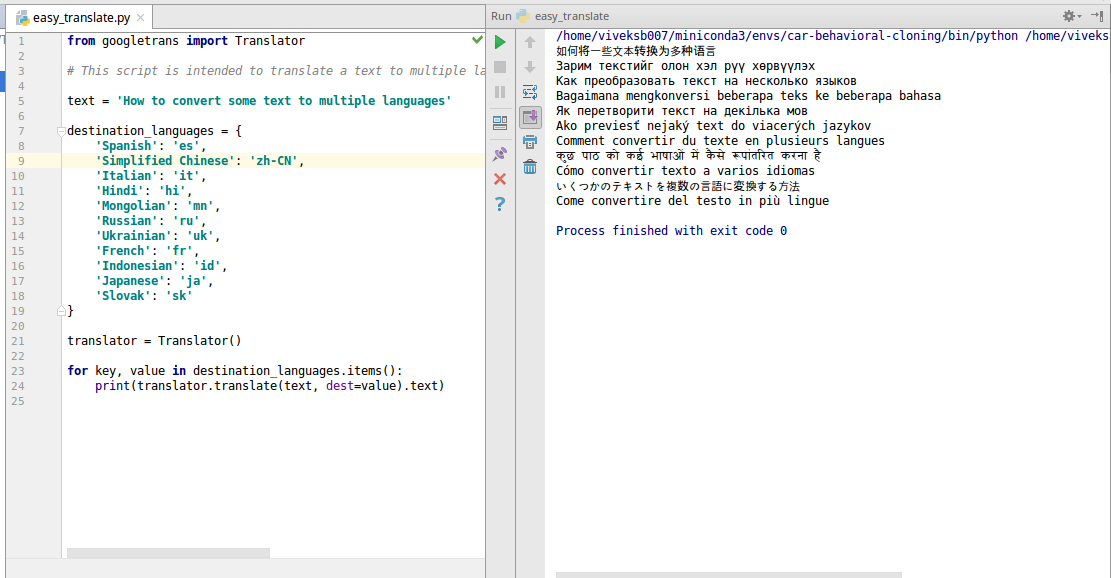 easy_translate.py
1 from googletrans import Translator
2
3 # This script is intended to translate a text to multiple la
4
5 text = 'How to convert some text to multiple languages'
6
7 destination_languages = {
8 'Spanish': 'es',
9 'Simplified Chinese': 'zh-CN',
10 'Italian': 'it',
11 'Hindi': 'hi',
12 'Mongolian': 'mn',
13 'Russian': 'ru',
14 'Ukrainian': 'uk',
15 'French': 'fr',
16 'Indonesian': 'id',
17 'Japanese': 'ja',
18 'Slovak': 'sk'
19 }
20
21 translator = Translator()
22
23 for key, value in destination_languages.items():
24 print(translator.translate(text, dest=value).text)
25
Run easy_translate
/home/viveksb007/miniconda3/envs/car-behavioral-cloning/bin/python /home/viveks
如何将一些文本转换为多种语言
Зарим текстийг олон хэл рүү хөрвүүлэх
Как преобразовать текст на несколько языков
Bagaimana mengkonversi beberapa teks ke beberapa bahasa
Як перетворити текст на декілька мов
Ako previesť nejaký text do viacerých jazykov
Comment convertir du texte en plusieurs langues
कुछ पाठ को कई भाषाओं में कैसे रूपांतरित करना है
Cómo convertir texto a varios idiomas
いくつかのテキストを複数の言語に変換する方法
Come convertire del testo in più lingue
Process finished with exit code 0